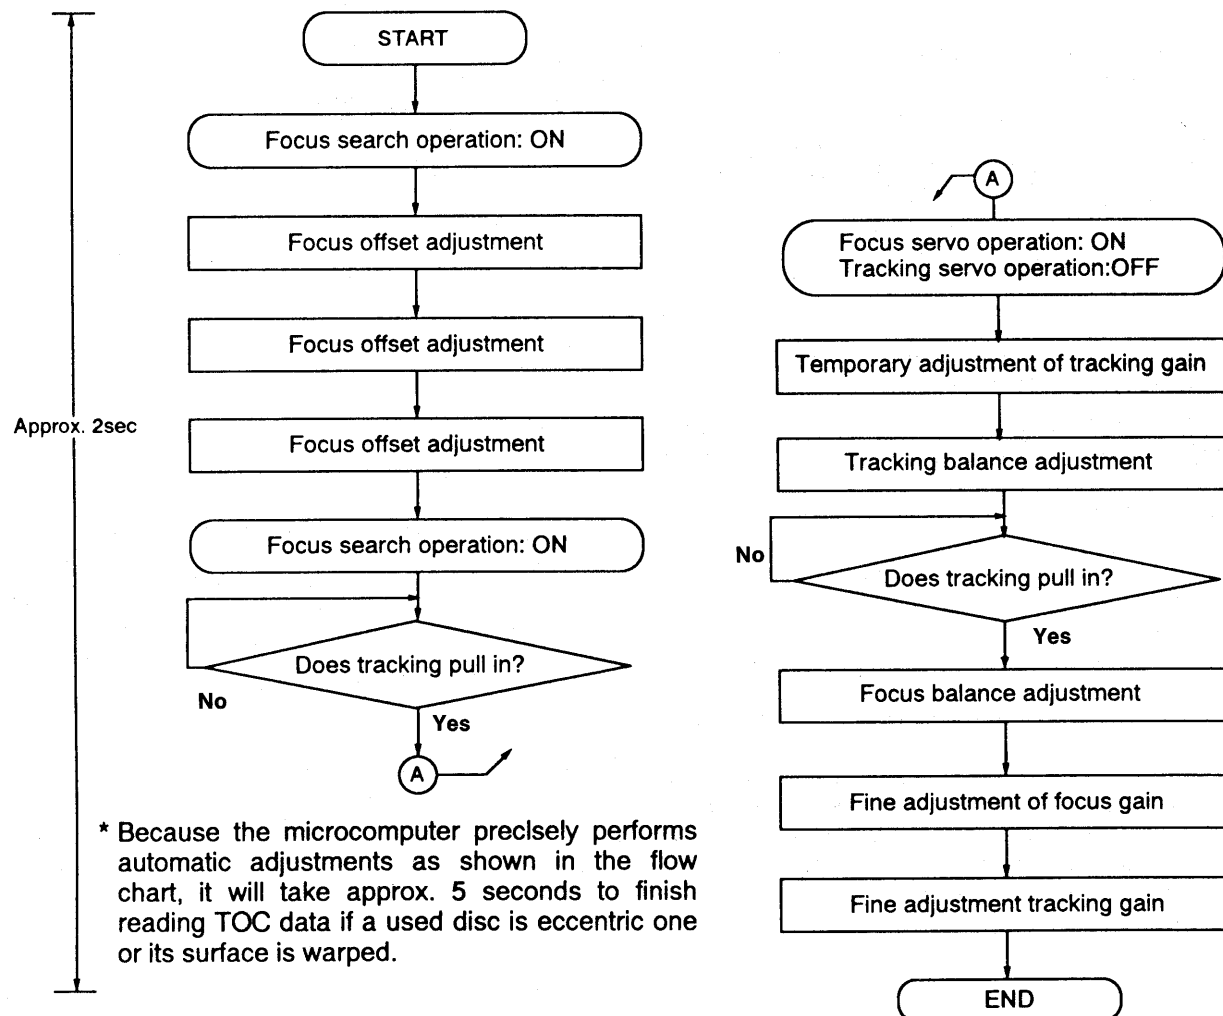 START
Focus search operation: ON
Focus offset adjustment
Focus offset adjustment
Approx. 2sec
Focus offset adjustment
Focus search operation: ON
Does tracking pull in?
No
Yes
A
* Because the microcomputer preclsely performs
automatic adjustments as shown in the flow
chart, it will take approx. 5 seconds to finish
reading TOC data if a used disc is eccentric one
or its surface is warped.
A
Focus servo operation: ON
Tracking servo operation:OFF
Temporary adjustment of tracking gain
Tracking balance adjustment
No
Does tracking pull in?
Yes
Focus balance adjustment
Fine adjustment of focus gain
Fine adjustment tracking gain
END